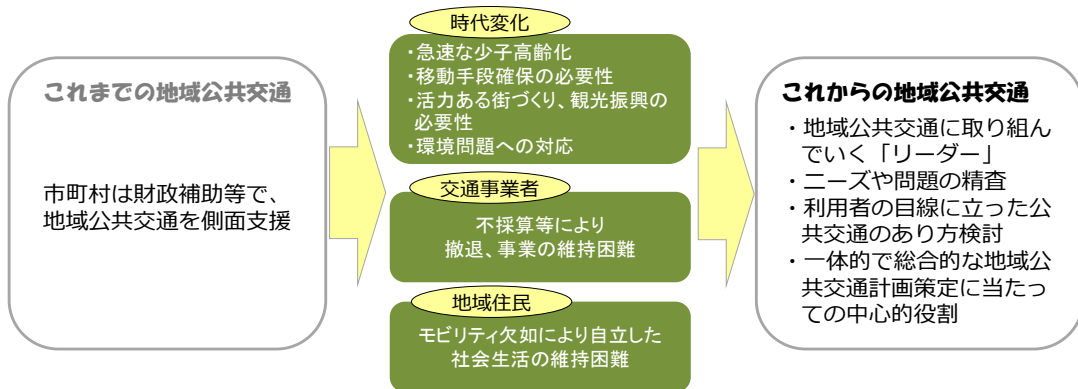 これまでの地域公共交通
市町村は財政補助等で、
地域公共交通を側面支援
時代変化
・急速な少子高齢化
・移動手段確保の必要性
・活力ある街づくり、観光振興の
必要性
・環境問題への対応
交通事業者
不採算等により
撤退、事業の維持困難
地域住民
モビリティ欠如により自立した
社会生活の維持困難
これからの地域公共交通
・地域公共交通に取り組ん
でいく「リーダー」
・ニーズや問題の精査
・利用者の目線に立った公
共交通のあり方検討
・一体的で総合的な地域公
共交通計画策定に当たっ
ての中心的役割